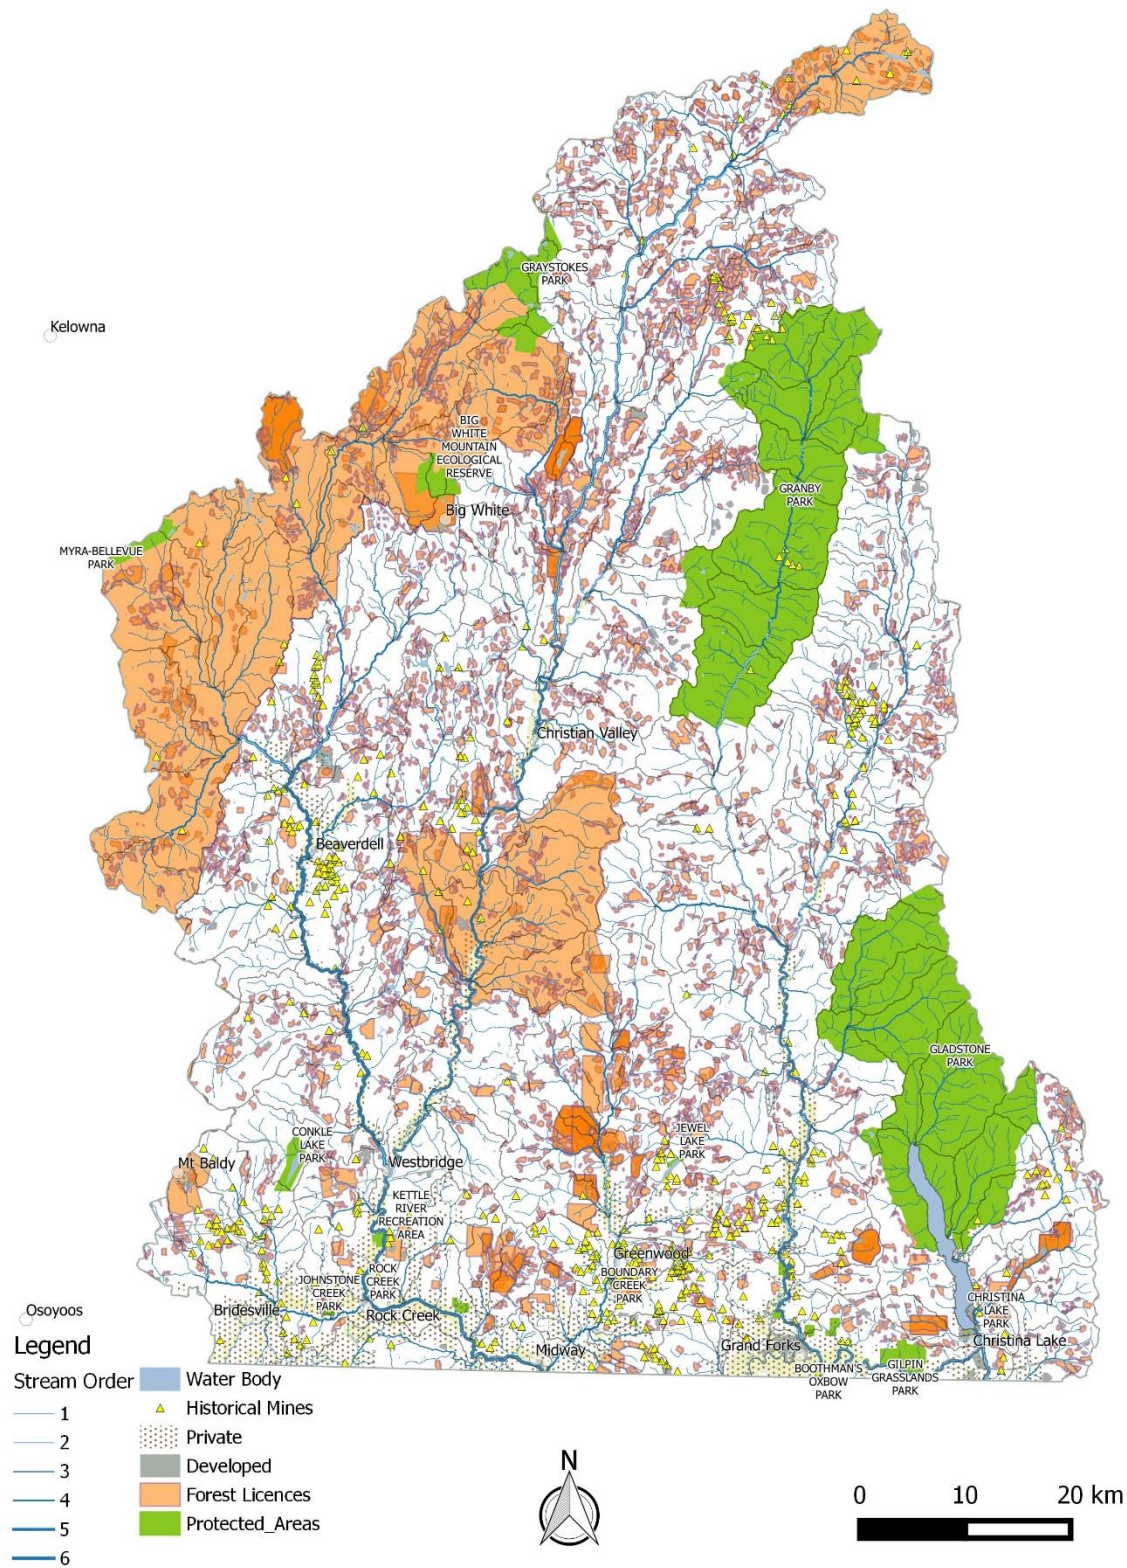 GRAYSTOKES
PARK
Kelowna
BIG
WHITE
MOUNTAIN
ECOLOGICAL
RESERVE
GRANBY
PARK
Big White
MYRA-BELLEVUE
PARK
Christian Valley
Beaverdell
GLADSTONE
PARK
CONKLE
LAKE
PARK
JEWEL
LAKE
PARK
Mt Baldy
Westbridge
KETTLE
RIVER
RECREATION
AREA
Greenwood
ROCK
CREEK
PARK
BOUNDARY
CREEK
PARK
JOHNSTONE
CREEK
PARK
CHRISTINA
LAKE
PARK
Osoyoos
Bridesville
Rock Creek
Midway
Grand Forks
Christina Lake
BOOTHMAN'S
OXBOW
PARK
GILPIN
GRASSLANDS
PARK
Legend
Stream Order
1
2
3
4
5
6
Water Body
Historical Mines
Private
Developed
Forest Licences
Protected_Areas
N
0 10 20 km